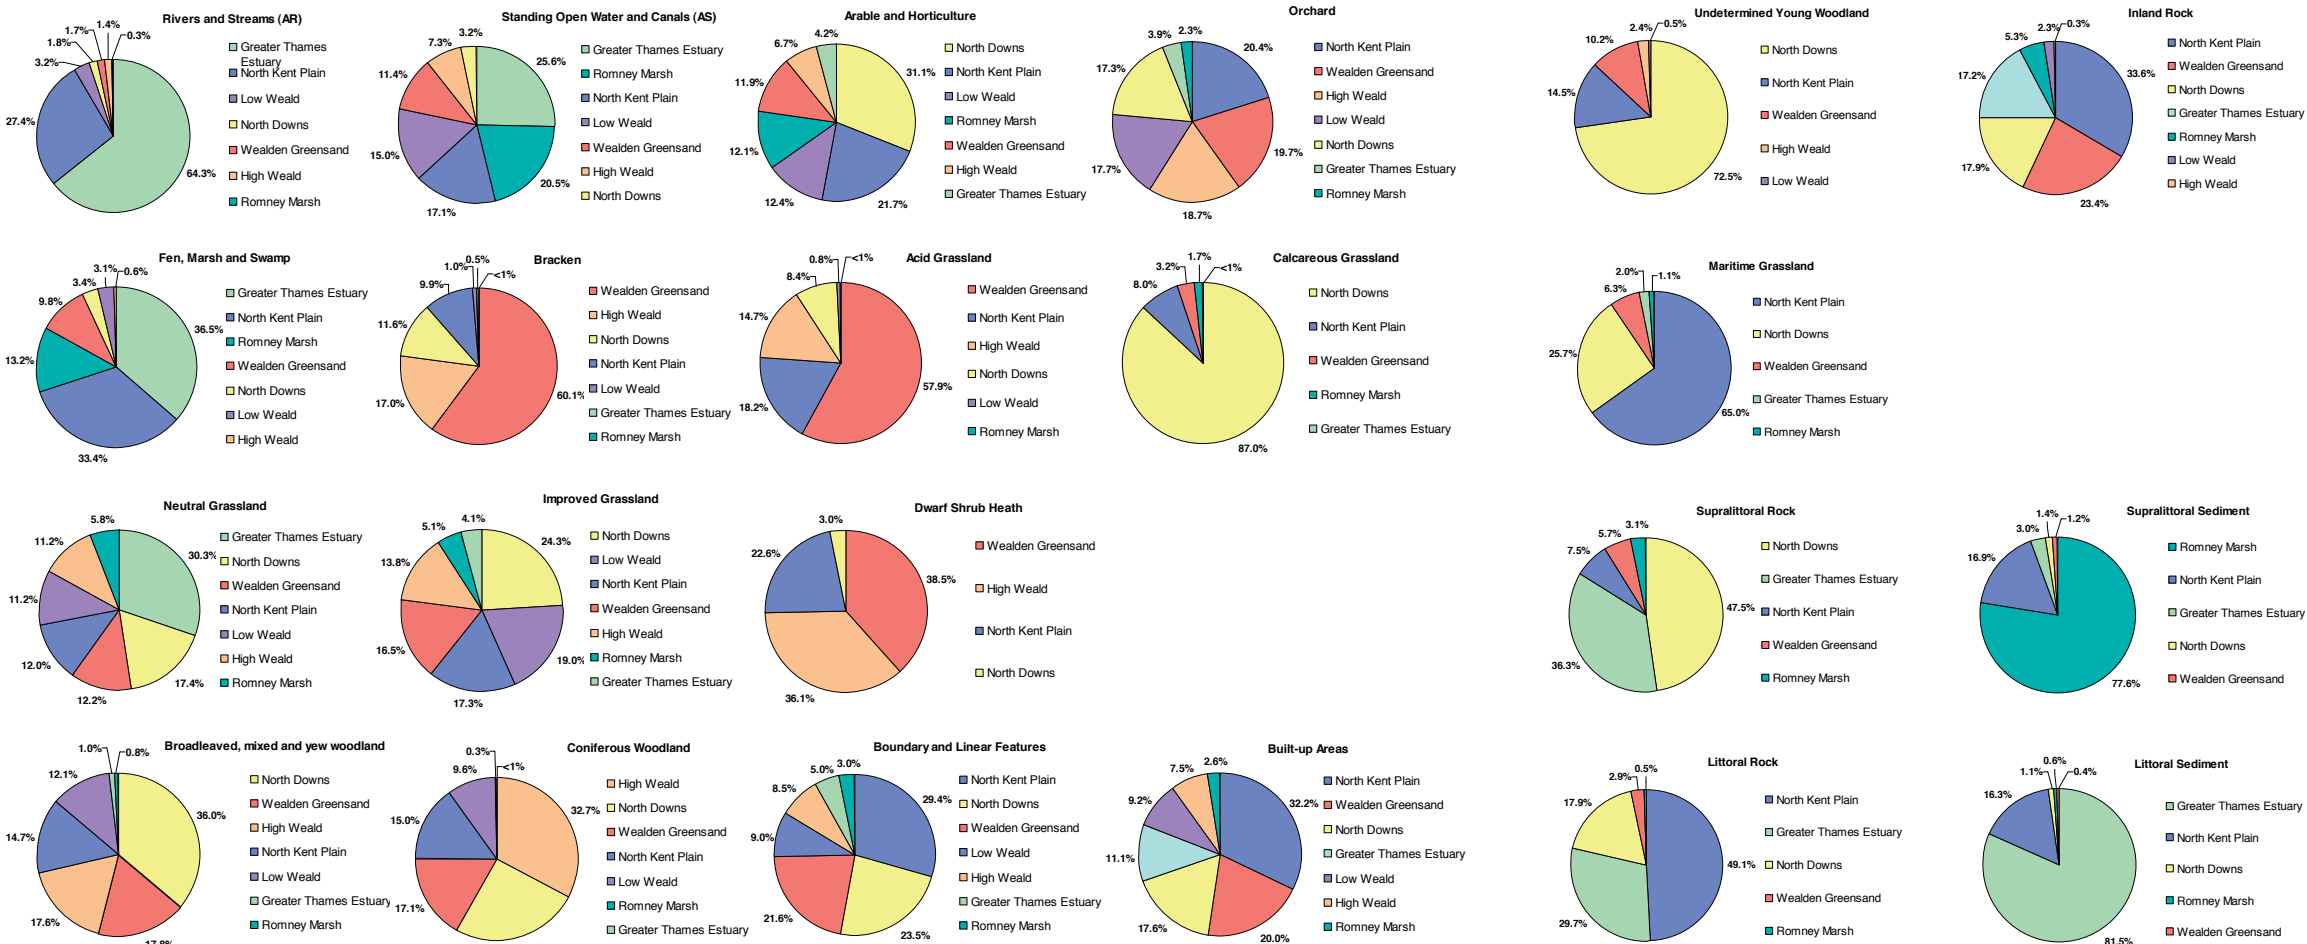 Rivers and Streams (AR)
1.4%
1.7%
0.3%
1.8%
3.2%
27.4%
64.3%
Greater Thames
Estuary
North Kent Plain
Low Weald
North Downs
Wealden Greensand
High Weald
Romney Marsh
Standing Open Water and Canals (AS)
3.2%
7.3%
25.6%
11.4%
15.0%
20.5%
17.1%
Greater Thames Estuary
Romney Marsh
North Kent Plain
Low Weald
Wealden Greensand
High Weald
North Downs
Arable and Horticulture
4.2%
6.7%
31.1%
11.9%
12.1%
12.4%
21.7%
North Downs
North Kent Plain
Low Weald
Romney Marsh
Wealden Greensand
High Weald
Greater Thames Estuary
Orchard
3.9%
2.3%
20.4%
17.3%
19.7%
17.7%
18.7%
North Kent Plain
Wealden Greensand
High Weald
Low Weald
North Downs
Greater Thames Estuary
Romney Marsh
Undetermined Young Woodland
2.4%
0.5%
10.2%
14.5%
72.5%
North Downs
North Kent Plain
Wealden Greensand
High Weald
Low Weald
Inland Rock
2.3%
0.3%
5.3%
17.2%
33.6%
17.9%
23.4%
North Kent Plain
Wealden Greensand
North Downs
Greater Thames Estuary
Romney Marsh
Low Weald
High Weald
Fen, Marsh and Swamp
3.1%
0.6%
3.4%
9.8%
36.5%
13.2%
33.4%
Greater Thames Estuary
North Kent Plain
Romney Marsh
Wealden Greensand
North Downs
Low Weald
High Weald
Bracken
0.5%
1.0%
<1%
9.9%
11.6%
17.0%
60.1%
Wealden Greensand
High Weald
North Downs
North Kent Plain
Low Weald
Greater Thames Estuary
Romney Marsh
Acid Grassland
0.8%
<1%
8.4%
14.7%
18.2%
57.9%
Wealden Greensand
North Kent Plain
High Weald
North Downs
Low Weald
Romney Marsh
Calcareous Grassland
1.7%
3.2%
<1%
8.0%
87.0%
North Downs
North Kent Plain
Wealden Greensand
Romney Marsh
Greater Thames Estuary
Maritime Grassland
2.0%
1.1%
6.3%
25.7%
65.0%
North Kent Plain
North Downs
Wealden Greensand
Greater Thames Estuary
Romney Marsh
Neutral Grassland
5.8%
11.2%
30.3%
11.2%
12.0%
17.4%
12.2%
Greater Thames Estuary
North Downs
Wealden Greensand
North Kent Plain
Low Weald
High Weald
Romney Marsh
Improved Grassland
5.1%
4.1%
24.3%
13.8%
16.5%
19.0%
17.3%
North Downs
Low Weald
North Kent Plain
Wealden Greensand
High Weald
Romney Marsh
Greater Thames Estuary
Dwarf Shrub Heath
3.0%
22.6%
38.5%
36.1%
Wealden Greensand
High Weald
North Kent Plain
North Downs
Supralittoral Rock
3.1%
5.7%
7.5%
47.5%
36.3%
North Downs
Greater Thames Estuary
North Kent Plain
Wealden Greensand
Romney Marsh
Supralittoral Sediment
1.4%
1.2%
3.0%
16.9%
77.6%
Romney Marsh
North Kent Plain
Greater Thames Estuary
North Downs
Wealden Greensand
Broadleaved, mixed and yew woodland
1.0%
0.8%
12.1%
36.0%
14.7%
17.6%
17.8%
North Downs
Wealden Greensand
High Weald
North Kent Plain
Low Weald
Greater Thames Estuary
Romney Marsh
Coniferous Woodland
0.3%
<1%
9.6%
32.7%
15.0%
17.1%
High Weald
North Downs
Wealden Greensand
North Kent Plain
Low Weald
Romney Marsh
Greater Thames Estuary
Boundary and Linear Features
5.0%
3.0%
8.5%
29.4%
9.0%
21.6%
23.5%
North Kent Plain
North Downs
Wealden Greensand
Low Weald
High Weald
Greater Thames Estuary
Romney Marsh
Built-up Areas
2.6%
7.5%
9.2%
32.2%
11.1%
17.6%
20.0%
North Kent Plain
Wealden Greensand
North Downs
Greater Thames Estuary
Low Weald
High Weald
Romney Marsh
Littoral Rock
0.5%
2.9%
17.9%
49.1%
29.7%
North Kent Plain
Greater Thames Estuary
North Downs
Wealden Greensand
Romney Marsh
Littoral Sediment
0.6%
1.1%
0.4%
16.3%
81.5%
Greater Thames Estuary
North Kent Plain
North Downs
Romney Marsh
Wealden Greensand